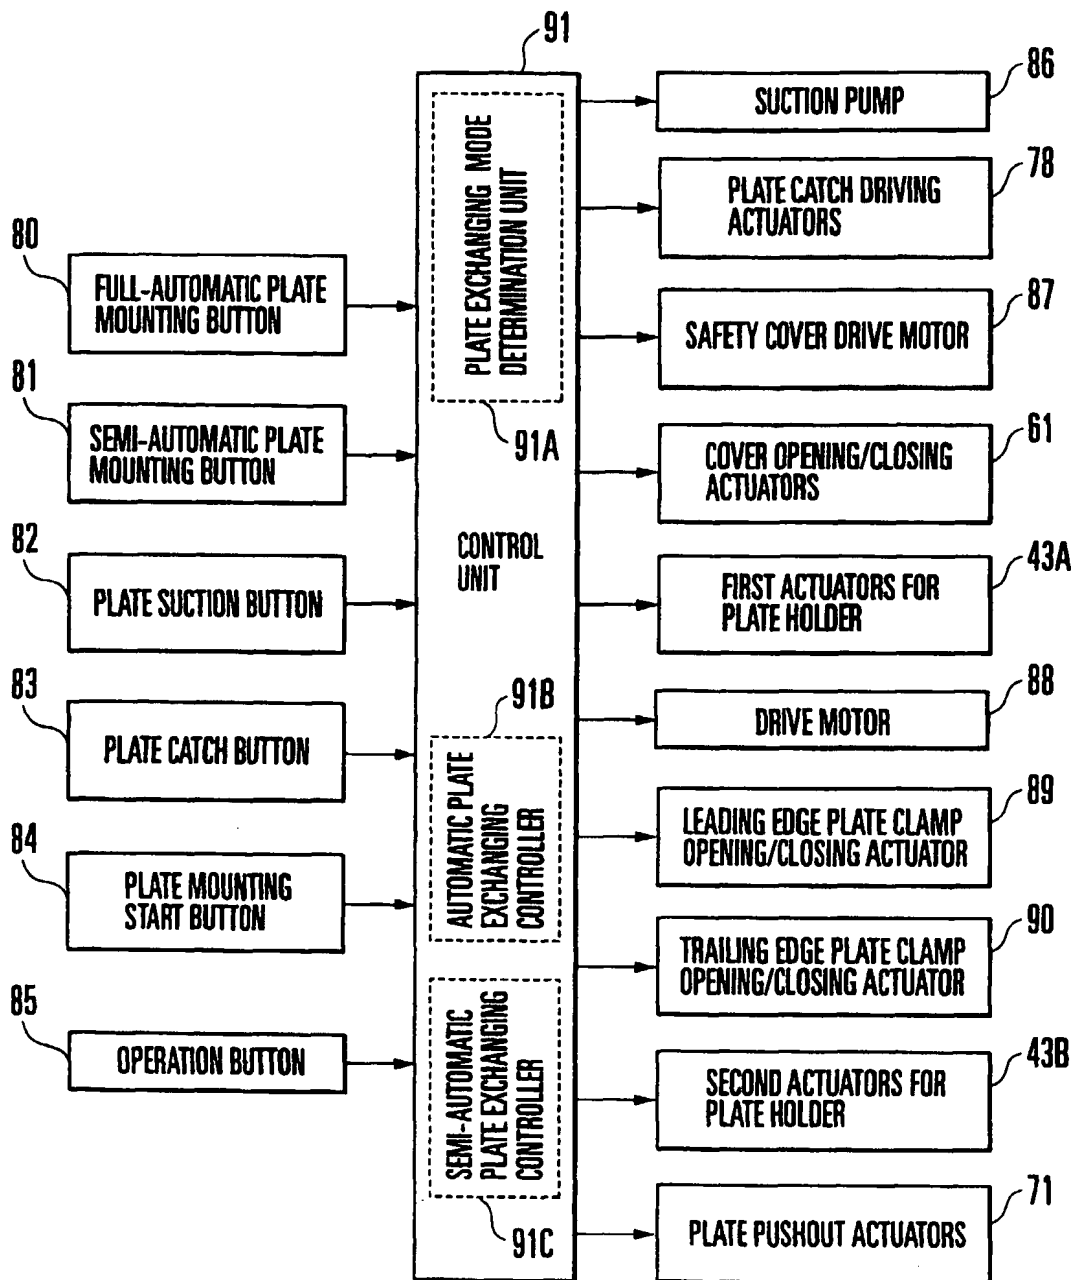 91
80
FULL-AUTOMATIC PLATE
MOUNTING BUTTON
81
SEMI-AUTOMATIC PLATE
MOUNTING BUTTON
82
PLATE SUCTION BUTTON
83
PLATE CATCH BUTTON
84
PLATE MOUNTING
START BUTTON
85
OPERATION BUTTON
PLATE EXCHANGING MODE
DETERMINATION UNIT
91A
CONTROL
UNIT
91B
AUTOMATIC PLATE
EXCHANGING
CONTROLLER
SEMI-AUTOMATIC
PLATE EXCHANGING
CONTROLLER
91C
86
SUCTION PUMP
78
PLATE CATCH DRIVING
ACTUATORS
87
SAFETY COVER DRIVE MOTOR
61
COVER OPENING/CLOSING
ACTUATORS
43A
FIRST ACTUATORS FOR
PLATE HOLDER
88
DRIVE MOTOR
89
LEADING EDGE PLATE CLAMP
OPENING/CLOSING ACTUATOR
90
TRAILING EDGE PLATE CLAMP
OPENING/CLOSING ACTUATOR
43B
SECOND ACTUATORS FOR
PLATE HOLDER
71
PLATE PUSHOUT ACTUATORS